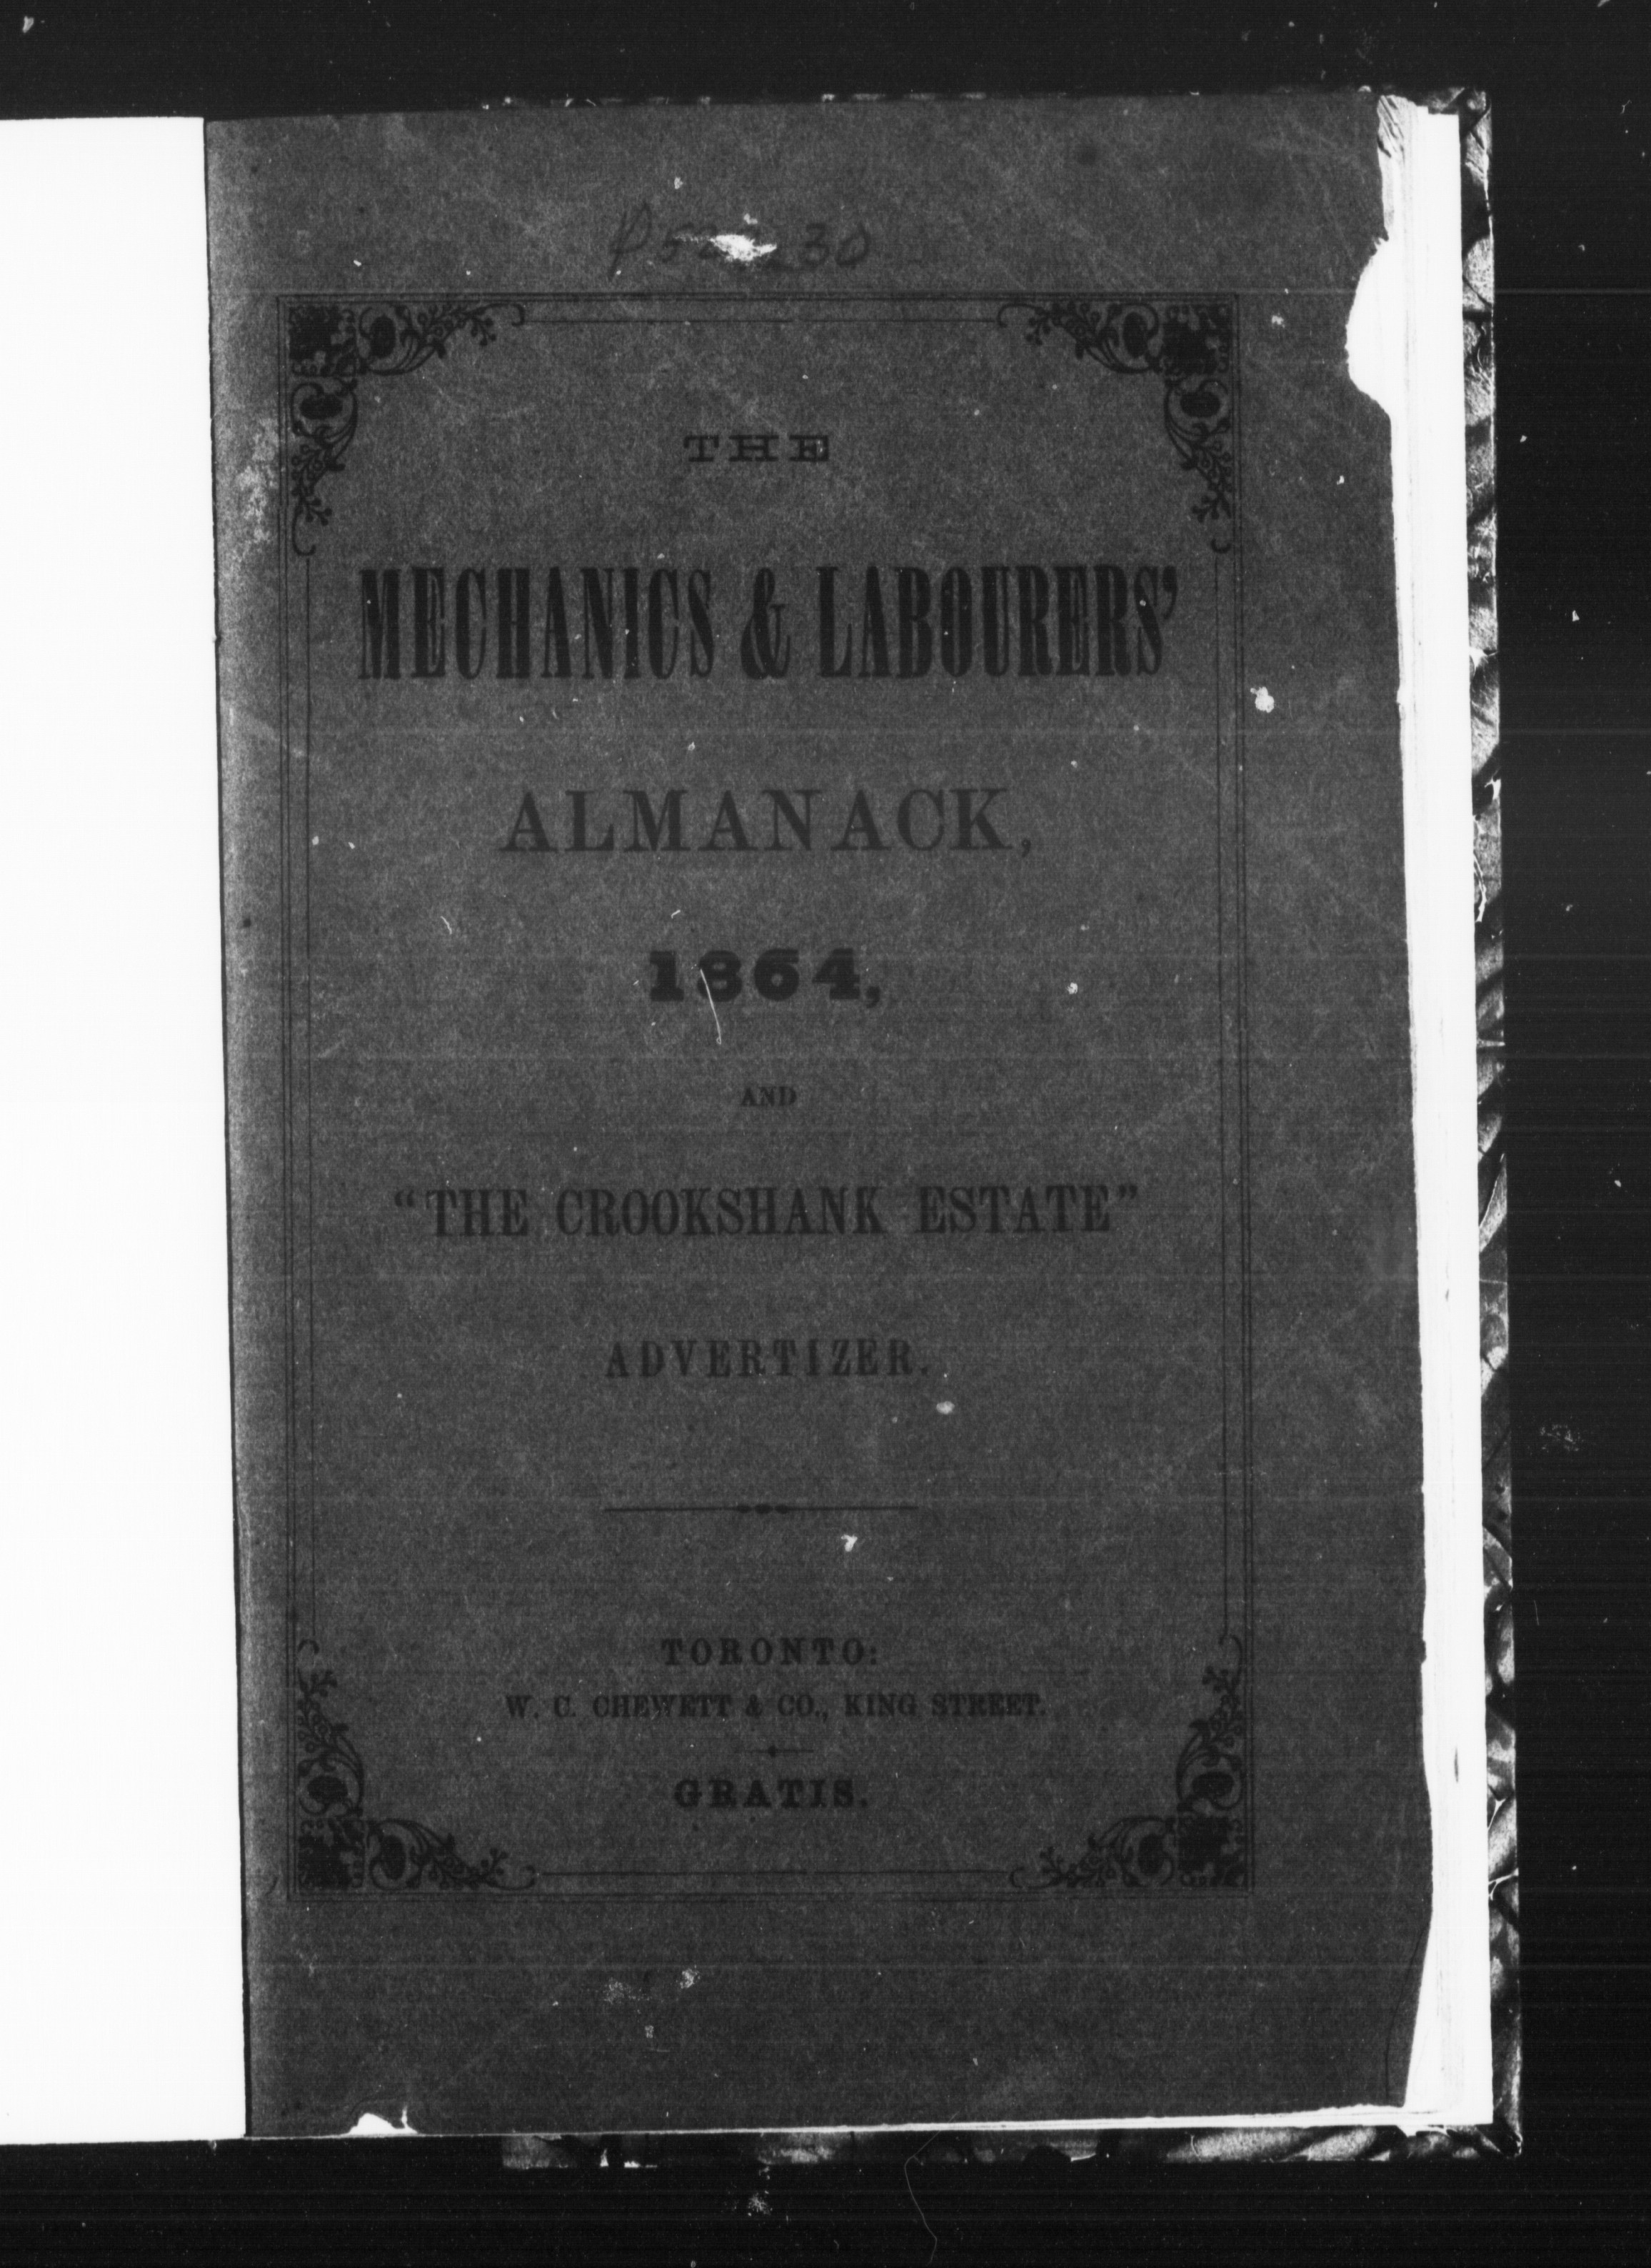 THE
MECHANICS & LABOURERS'
ALMANACK,
1864,
AND
"THE CROOKSHANK ESTATE"
ADVERTIZER.
TORONTO:
W. C. CHEWETT & CO., KING STREET.
GRATIS.